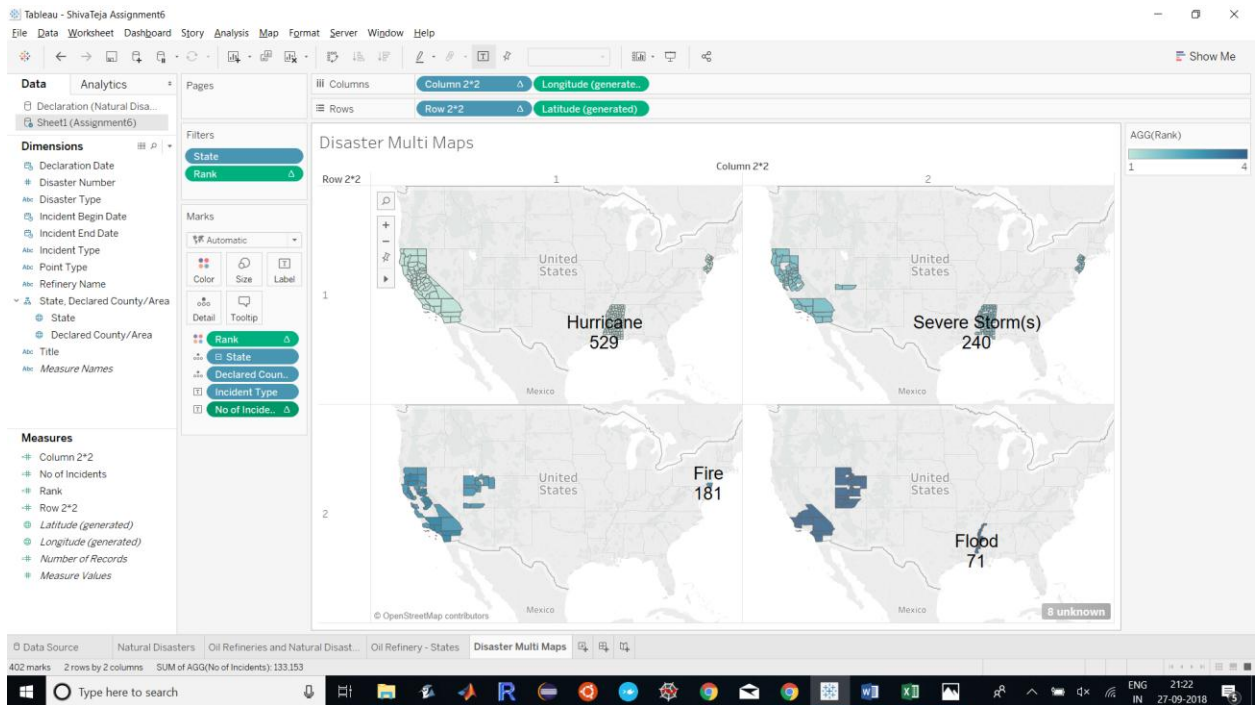 Tableau - ShivaTeja Assignment6
File Data Worksheet Dashboard Story Analysis Map Format Server Window Help
Show Me
Data Analytics
Declaration (Natural Disa...
Sheet1 (Assignment6)
Dimensions
Declaration Date
# Disaster Number
Abc Disaster Type
Incident Begin Date
Incident End Date
Abc Incident Type
Abc Point Type
Abc Refinery Name
State, Declared County/Area
State
Declared County/Area
Abc Title
Abc Measure Names
Measures
=# Column 2*2
=# No of Incidents
=# Rank
=# Row 2*2
Latitude (generated)
Longitude (generated)
=# Number of Records
# Measure Values
Pages
Filters
State
Rank Δ
Marks
Automatic
Color Size Label
Detail Tooltip
Rank Δ
State
Declared Coun..
Incident Type
No of Incide.. Δ
Columns Column 2*2 Δ Longitude (generate..
Rows Row 2*2 Δ Latitude (generated)
Disaster Multi Maps
Column 2*2
Row 2*2 1 2
1
United States
Hurricane
529
Mexico
United States
Severe Storm(s)
240
Mexico
2
United States
Fire
181
Mexico
© OpenStreetMap contributors
United States
Flood
71
Mexico
8 unknown
AGG(Rank)
1 4
Data Source Natural Disasters Oil Refineries and Natural Disast... Oil Refinery - States Disaster Multi Maps
402 marks 2 rows by 2 columns SUM of AGG(No of Incidents): 133.153
Type here to search
ENG 21:22
IN 27-09-2018
5